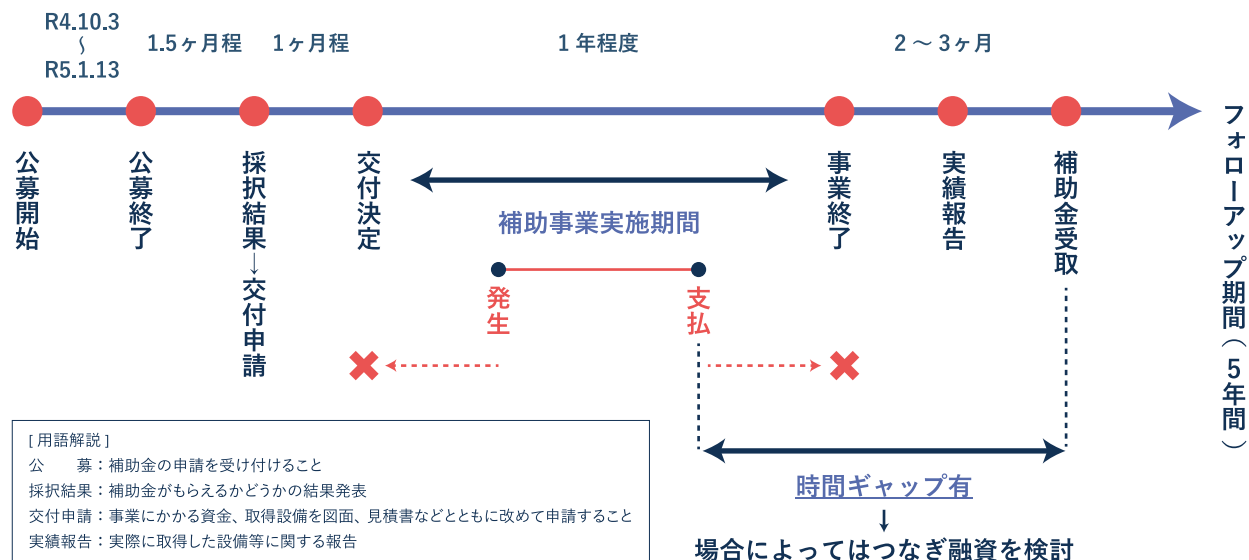 R4.10.3
〜
R5.1.13
1.5ヶ月程
1ヶ月程
1年程度
2〜3ヶ月
公募開始
公募終了
採択結果→交付申請
交付決定
事業終了
実績報告
補助金受取
フォローアップ期間（5年間）
補助事業実施期間
発生
支払
時間ギャップ有
↓
場合によってはつなぎ融資を検討
[ 用語解説 ]
公　　募：補助金の申請を受け付けること
採択結果：補助金がもらえるかどうかの結果発表
交付申請：事業にかかる資金、取得設備を図面、見積書などとともに改めて申請すること
実績報告：実際に取得した設備等に関する報告